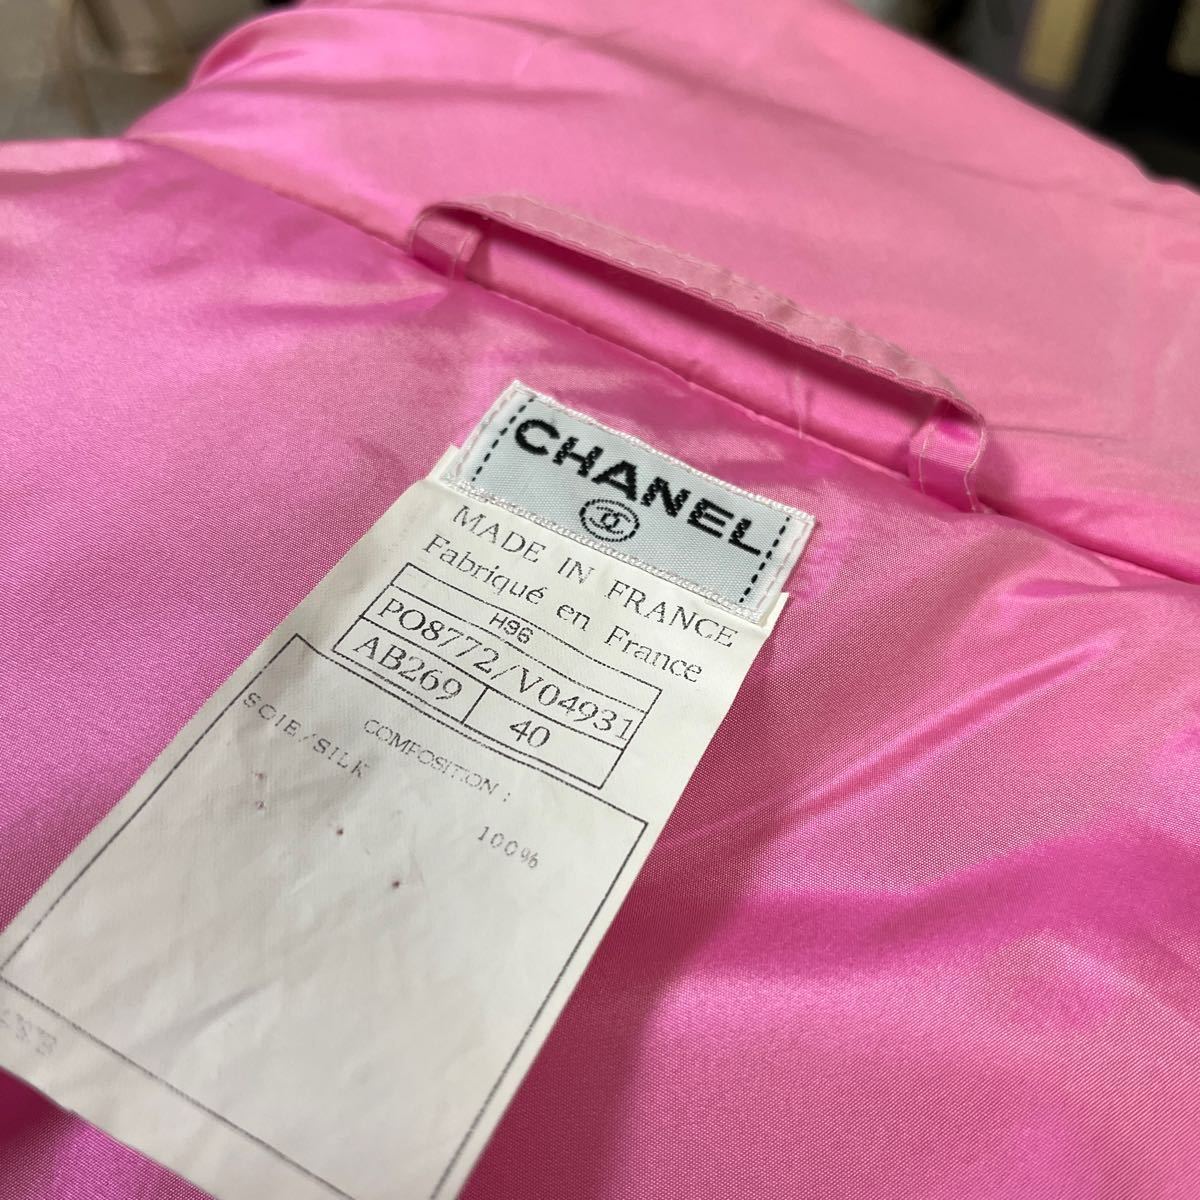 CHANEL
MADE IN FRANCE
Fabriqué en France
H96
PO8772/V04931
AB269 40
COMPOSITION :
SOIE/SILK 100%